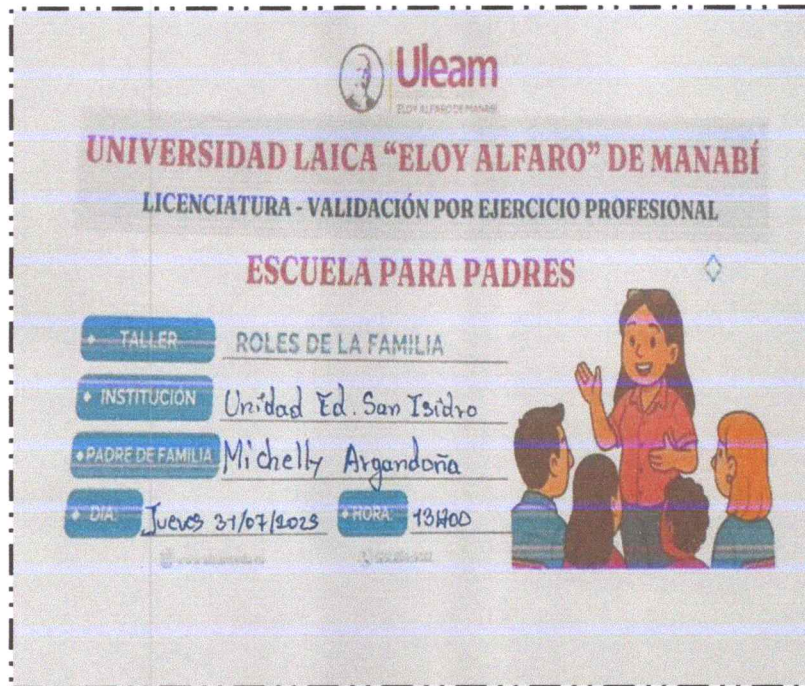 Uleam
ELOY ALFARO DE MANABÍ
UNIVERSIDAD LAICA “ELOY ALFARO” DE MANABÍ
LICENCIATURA - VALIDACIÓN POR EJERCICIO PROFESIONAL
ESCUELA PARA PADRES
TALLER ROLES DE LA FAMILIA
INSTITUCIÓN Unidad Ed. San Isidro
PADRE DE FAMILIA Michelly Argandoña
DIA: Jueves 31/07/2025 HORA: 13H00